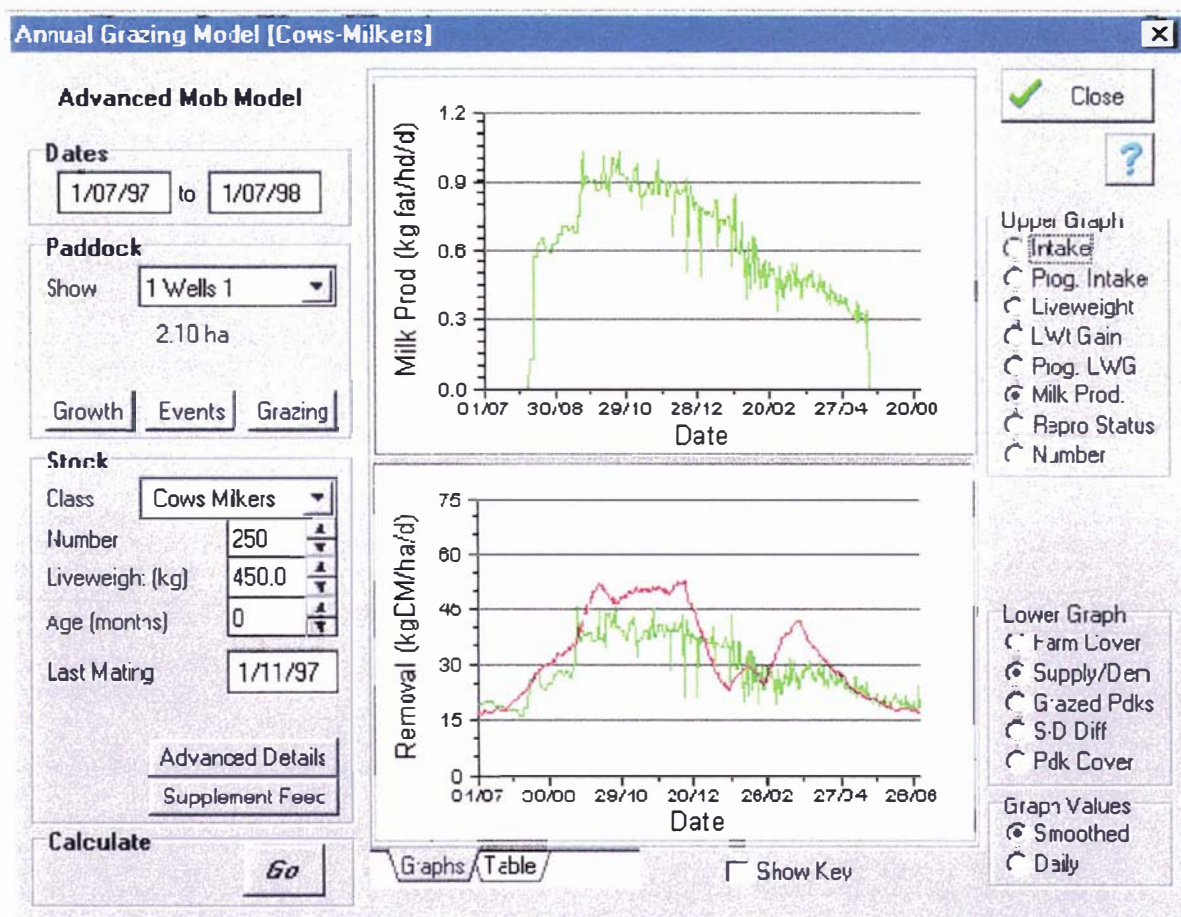 Annual Grazing Model [Cows-Milkers]
Advanced Mob Model
Dates
1/07/97 to 1/07/98
Paddock
Show 1 Wells 1
2.10 ha
Growth Events Grazing
Stock
Class Cows Milkers
Number 250
Liveweight (kg) 450.0
Age (months) 0
Last Mating 1/11/97
Advanced Details
Supplement Feed
Calculate
Go
1.2
0.9
0.6
0.3
0.0
Milk Prod (kg fat/hd/d)
01/07 30/08 29/10 28/12 20/02 27/04 20/00
Date
75
60
45
30
15
0
Removal (kgDM/ha/d)
01/07 30/00 29/10 20/12 26/02 27/04 26/06
Date
Graphs Table
Show Key
Close
?
Upper Graph
Intake
Prog. Intake
Liveweight
LWt Gain
Prog. LWG
Milk Prod.
Repro Status
Number
Lower Graph
Farm Cover
Supply/Dem
Grazed Pdks
S-D Diff
Pdk Cover
Graph Values
Smoothed
Daily